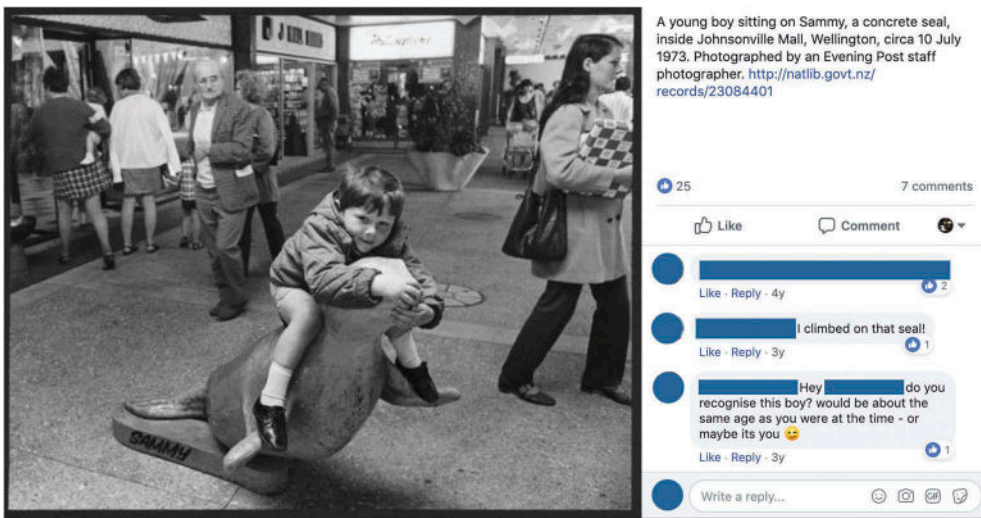 SAMMY
A young boy sitting on Sammy, a concrete seal,
inside Johnsonville Mall, Wellington, circa 10 July
1973. Photographed by an Evening Post staff
photographer. http://natlib.govt.nz/
records/23084401
25
7 comments
Like
Comment
2
Like · Reply · 4y
I climbed on that seal!
1
Like · Reply · 3y
Hey do you
recognise this boy? would be about the
same age as you were at the time - or
maybe its you 😉
1
Like · Reply · 3y
Write a reply...
GIF